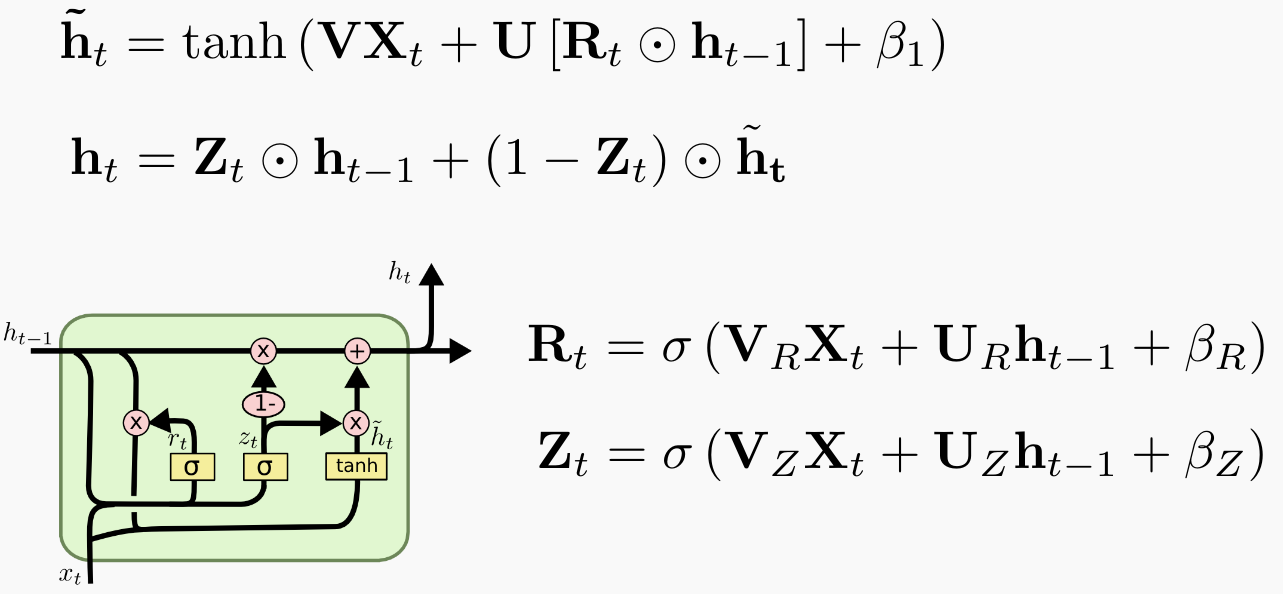 h̃_t = tanh (VX_t + U [R_t ⊙ h_{t−1}] + β_1)
h_t = Z_t ⊙ h_{t−1} + (1 − Z_t) ⊙ h̃_t
h_t
h_{t−1}
x +
1-
x x
r_t z_t h̃_t
σ σ tanh
x_t
R_t = σ (V_R X_t + U_R h_{t−1} + β_R)
Z_t = σ (V_Z X_t + U_Z h_{t−1} + β_Z)